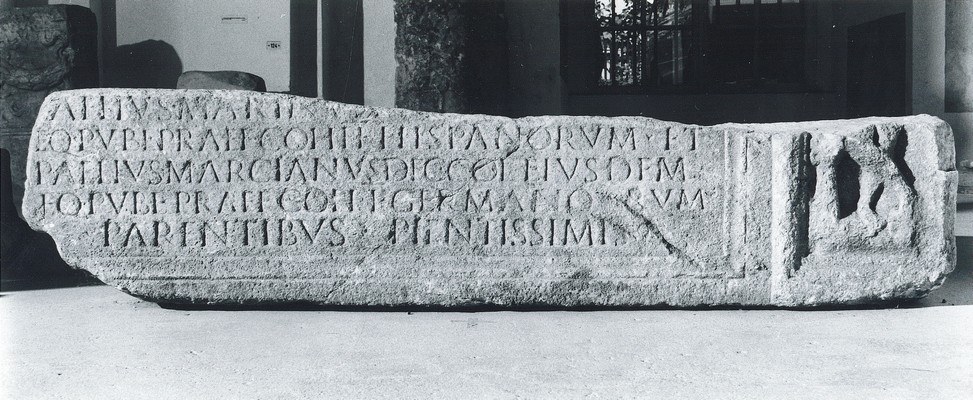 AELIVS MARTI
EQ PVBL PRAEF COH II HISPANORVM ET
P AELIVS MARCIANVS DEC COL EIVSDEM
EQ PVBL PRAEF COH I GERMANORVM
PARENTIBVS PIENTISSIMIS